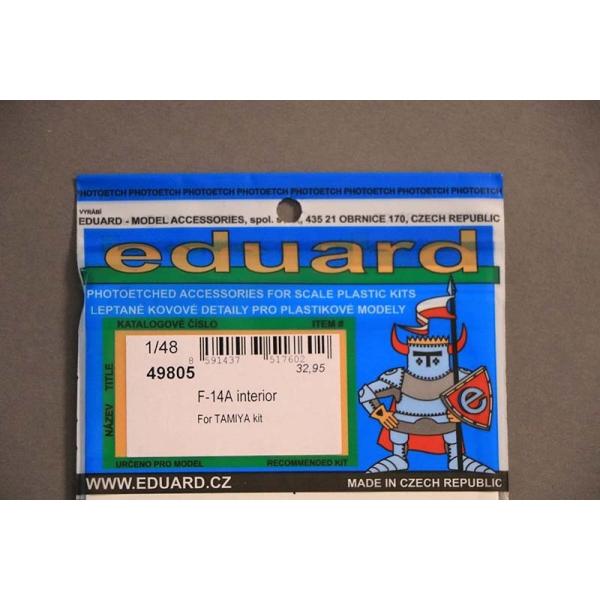 PHOTOETCH PHOTOETCH PHOTOETCH PHOTOETCH PHOTOETCH PHOTOETCH PHOTOETCH PHOTOETCH
VYRÁBÍ
EDUARD - MODEL ACCESSORIES, spol. 435 21 OBRNICE 170, CZECH REPUBLIC
eduard
PHOTOETCHED ACCESSORIES FOR SCALE PLASTIC KITS
LEPTANÉ KOVOVÉ DETAILY PRO PLASTIKOVÉ MODELY
KATALOGOVÉ ČÍSLO ITEM #
1/48
8 591437 517602
49805
32,95
F-14A interior
For TAMIYA kit
NÁZEV TITLE
e
URČENO PRO MODEL RECOMMENDED KIT
WWW.EDUARD.CZ MADE IN CZECH REPUBLIC